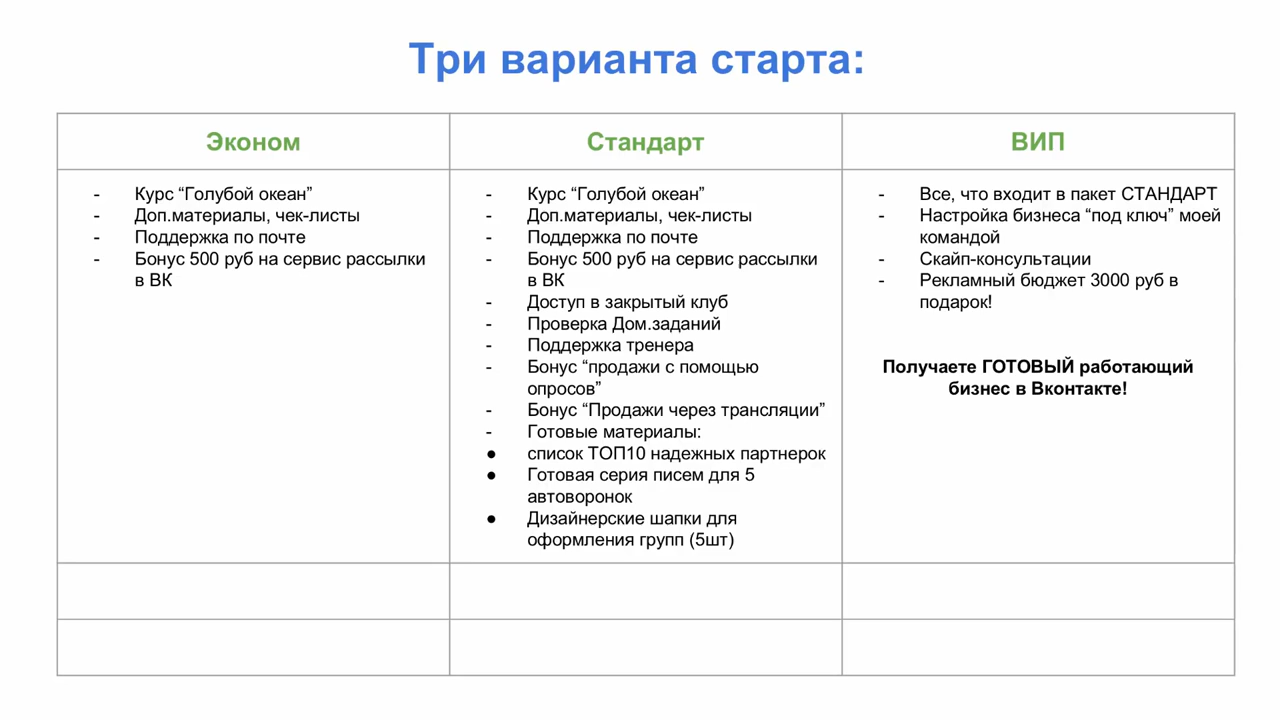 Три варианта старта:
Эконом
- Курс “Голубой океан”
- Доп.материалы, чек-листы
- Поддержка по почте
- Бонус 500 руб на сервис рассылки
в ВК
Стандарт
- Курс “Голубой океан”
- Доп.материалы, чек-листы
- Поддержка по почте
- Бонус 500 руб на сервис рассылки
в ВК
- Доступ в закрытый клуб
- Проверка Дом.заданий
- Поддержка тренера
- Бонус “продажи с помощью
опросов”
- Бонус “Продажи через трансляции”
- Готовые материалы:
● список ТОП10 надежных партнерок
● Готовая серия писем для 5
автоворонок
● Дизайнерские шапки для
оформления групп (5шт)
ВИП
- Все, что входит в пакет СТАНДАРТ
- Настройка бизнеса “под ключ” моей
командой
- Скайп-консультации
- Рекламный бюджет 3000 руб в
подарок!
Получаете ГОТОВЫЙ работающий
бизнес в Вконтакте!